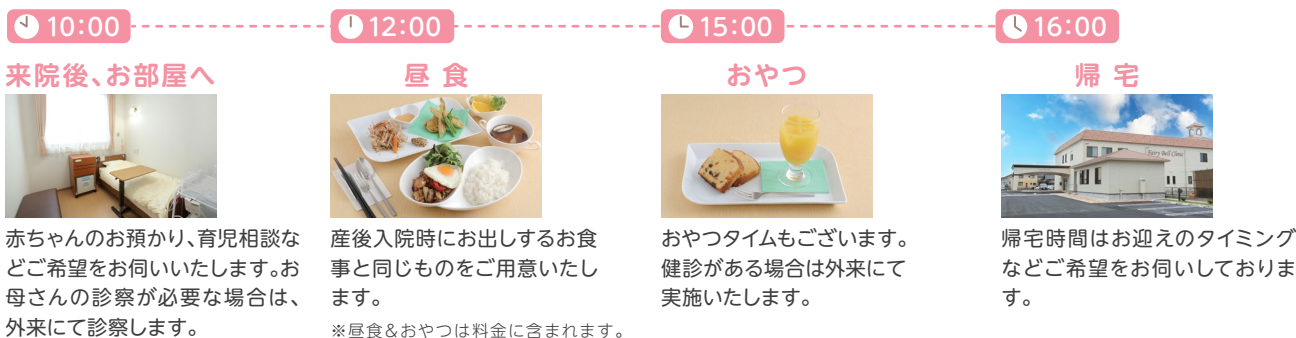 10:00
来院後、お部屋へ
赤ちゃんのお預かり、育児相談な
どご希望をお伺いいたします。お
母さんの診察が必要な場合は、
外来にて診察します。
12:00
昼 食
産後入院時にお出しするお食
事と同じものをご用意いたし
ます。
※昼食&おやつは料金に含まれます。
15:00
おやつ
おやつタイムもございます。
健診がある場合は外来にて
実施いたします。
16:00
帰 宅
Fairy Bell Clinic
帰宅時間はお迎えのタイミング
などご希望をお伺いしておりま
す。